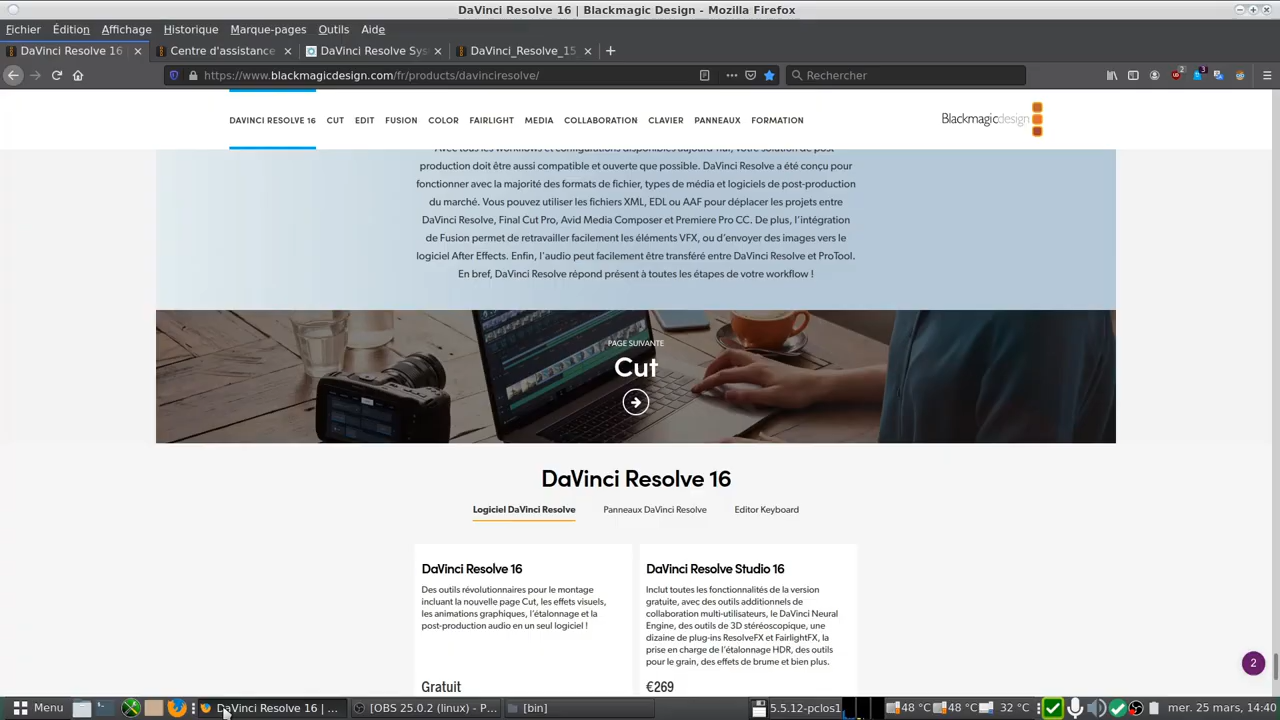 DaVinci Resolve 16 | Blackmagic Design - Mozilla Firefox
Fichier Édition Affichage Historique Marque-pages Outils Aide
DaVinci Resolve 16 | Centre d'assistance DaVinci Resolve Sys DaVinci_Resolve_15
https://www.blackmagicdesign.com/fr/products/davinciresolve/ Rechercher 2 3
DAVINCI RESOLVE 16 CUT EDIT FUSION COLOR FAIRLIGHT MEDIA COLLABORATION CLAVIER PANNEAUX FORMATION Blackmagicdesign
Avec tous les workflows et configurations disponibles aujourd'hui, votre solution de post-
production doit être aussi compatible et ouverte que possible. DaVinci Resolve a été conçu pour
fonctionner avec la majorité des formats de fichier, types de média et logiciels de post-production
du marché. Vous pouvez utiliser les fichiers XML, EDL ou AAF pour déplacer les projets entre
DaVinci Resolve, Final Cut Pro, Avid Media Composer et Premiere Pro CC. De plus, l'intégration
de Fusion permet de retravailler facilement les éléments VFX, ou d'envoyer des images vers le
logiciel After Effects. Enfin, l'audio peut facilement être transféré entre DaVinci Resolve et ProTool.
En bref, DaVinci Resolve répond présent à toutes les étapes de votre workflow !
PAGE SUIVANTE
Cut
DaVinci Resolve 16
Logiciel DaVinci Resolve Panneaux DaVinci Resolve Editor Keyboard
DaVinci Resolve 16
Des outils révolutionnaires pour le montage
incluant la nouvelle page Cut, les effets visuels,
les animations graphiques, l'étalonnage et la
post-production audio en un seul logiciel !
Gratuit
DaVinci Resolve Studio 16
Inclut toutes les fonctionnalités de la version
gratuite, avec des outils additionnels de
collaboration multi-utilisateurs, le DaVinci Neural
Engine, des outils de 3D stéréoscopique, une
dizaine de plug-ins ResolveFX et FairlightFX, la
prise en charge de l'étalonnage HDR, des outils
pour le grain, des effets de brume et bien plus.
€269
2
Menu DaVinci Resolve 16 | ... [OBS 25.0.2 (linux) - P... [bin] 5.5.12-pclos1 48 °C 48 °C 32 °C mer. 25 mars, 14:40